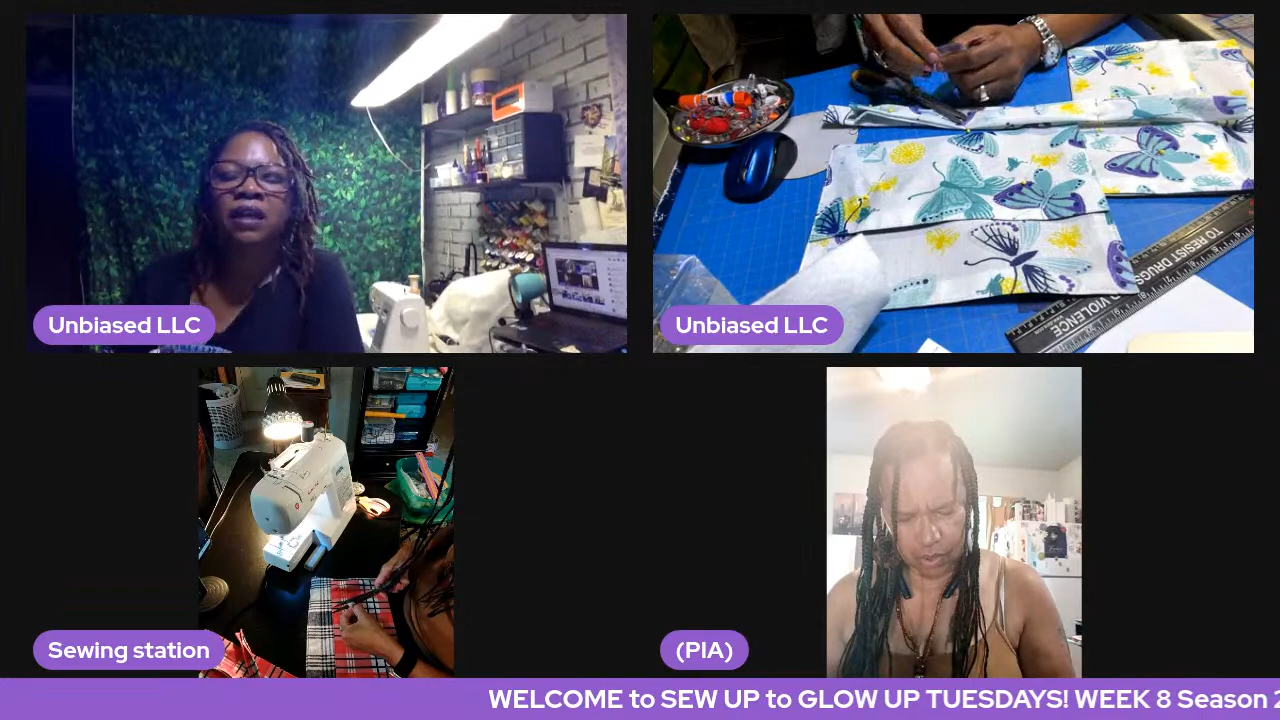 Unbiased LLC
Unbiased LLC
TO RESIST DRUGS
D VIOLENCE
Sewing station
(PIA)
WELCOME to SEW UP to GLOW UP TUESDAYS! WEEK 8 Season 2